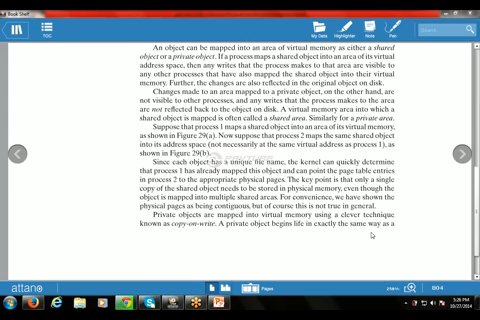 Book Shelf
TOC
My Data
Highlighter
Note
Pen
Search
An object can be mapped into an area of virtual memory as either a shared
object or a private object. If a process maps a shared object into an area of its virtual
address space, then any writes that the process makes to that area are visible to
any other processes that have also mapped the shared object into their virtual
memory. Further, the changes are also reflected in the original object on disk.
Changes made to an area mapped to a private object, on the other hand, are
not visible to other processes, and any writes that the process makes to the area
are not reflected back to the object on disk. A virtual memory area into which a
shared object is mapped is often called a shared area. Similarly for a private area.
Suppose that process 1 maps a shared object into an area of its virtual memory,
as shown in Figure 29(a). Now suppose that process 2 maps the same shared object
into its address space (not necessarily at the same virtual address as process 1), as
shown in Figure 29(b).
Since each object has a unique file name, the kernel can quickly determine
that process 1 has already mapped this object and can point the page table entries
in process 2 to the appropriate physical pages. The key point is that only a single
copy of the shared object needs to be stored in physical memory, even though the
object is mapped into multiple shared areas. For convenience, we have shown the
physical pages as being contiguous, but of course this is not true in general.
Private objects are mapped into virtual memory using a clever technique
known as copy-on-write. A private object begins life in exactly the same way as a
attano
Pages
804
5:26 PM
10/27/2014